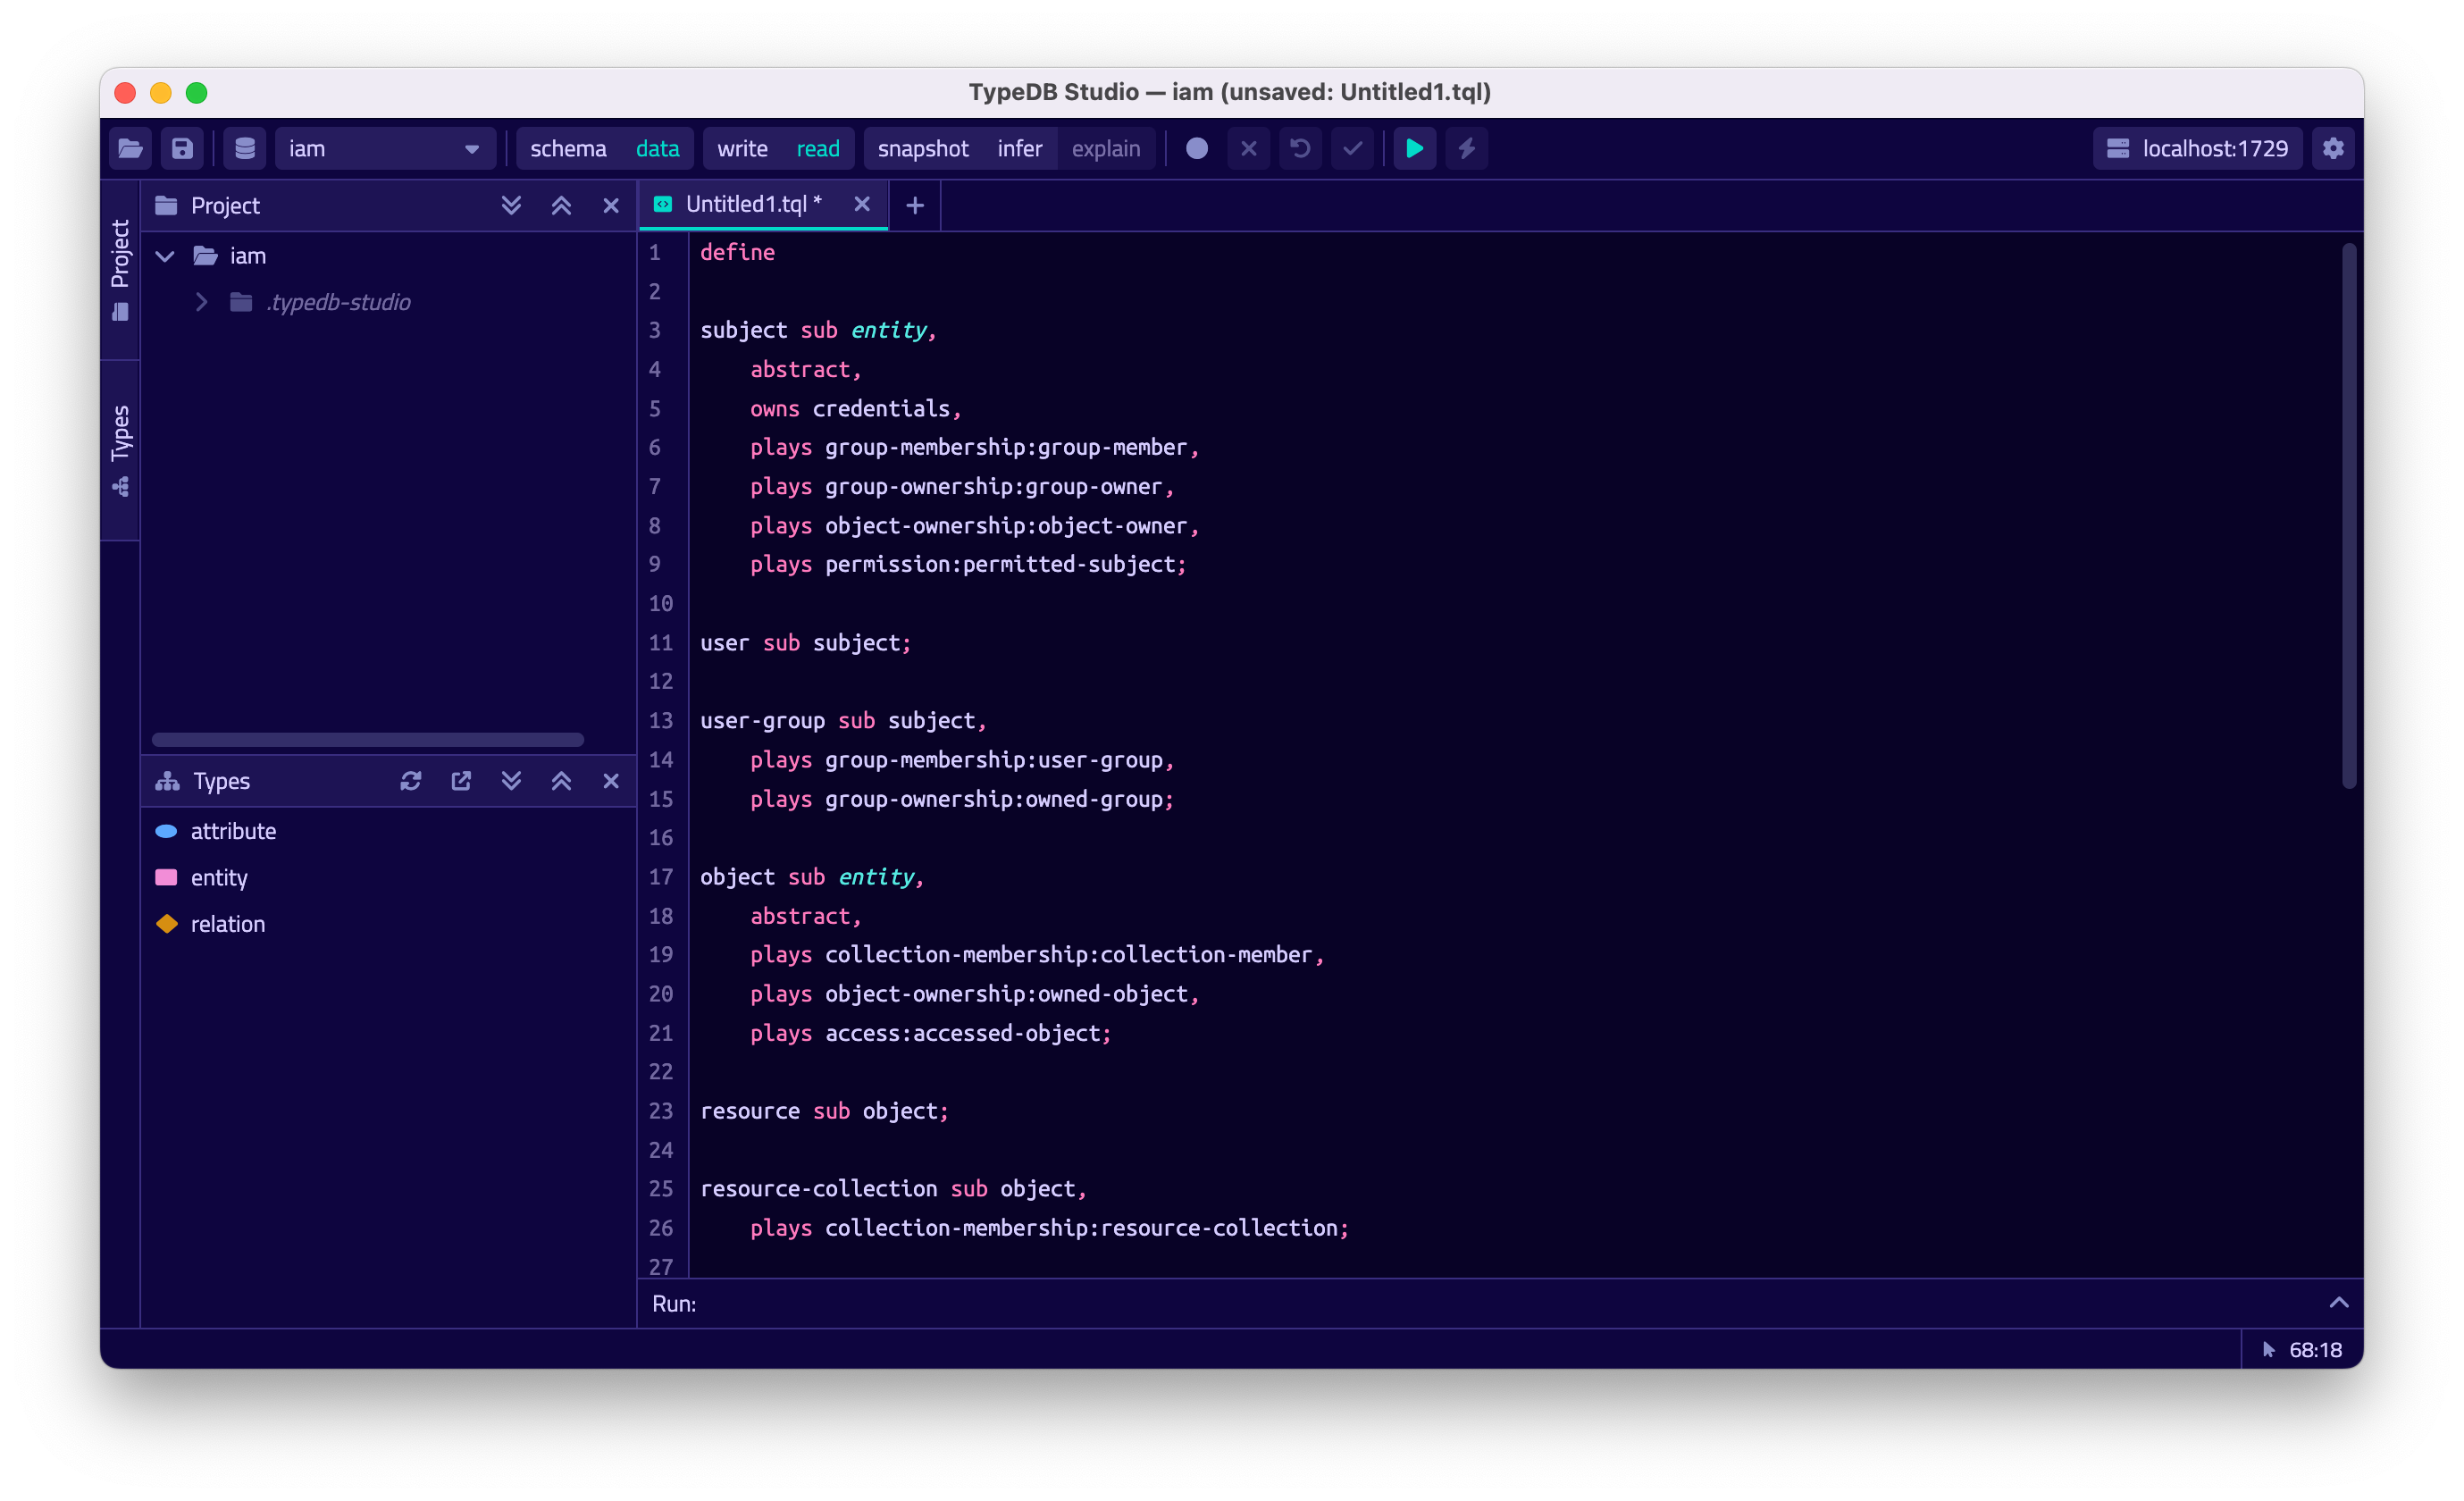 TypeDB Studio — iam (unsaved: Untitled1.tql)
iam schema data write read snapshot infer explain localhost:1729
Project
Types
Project
iam
.typedb-studio
Types
attribute
entity
relation
Untitled1.tql *
1 define
2
3 subject sub entity,
4     abstract,
5     owns credentials,
6     plays group-membership:group-member,
7     plays group-ownership:group-owner,
8     plays object-ownership:object-owner,
9     plays permission:permitted-subject;
10
11 user sub subject;
12
13 user-group sub subject,
14     plays group-membership:user-group,
15     plays group-ownership:owned-group;
16
17 object sub entity,
18     abstract,
19     plays collection-membership:collection-member,
20     plays object-ownership:owned-object,
21     plays access:accessed-object;
22
23 resource sub object;
24
25 resource-collection sub object,
26     plays collection-membership:resource-collection;
27
Run:
68:18